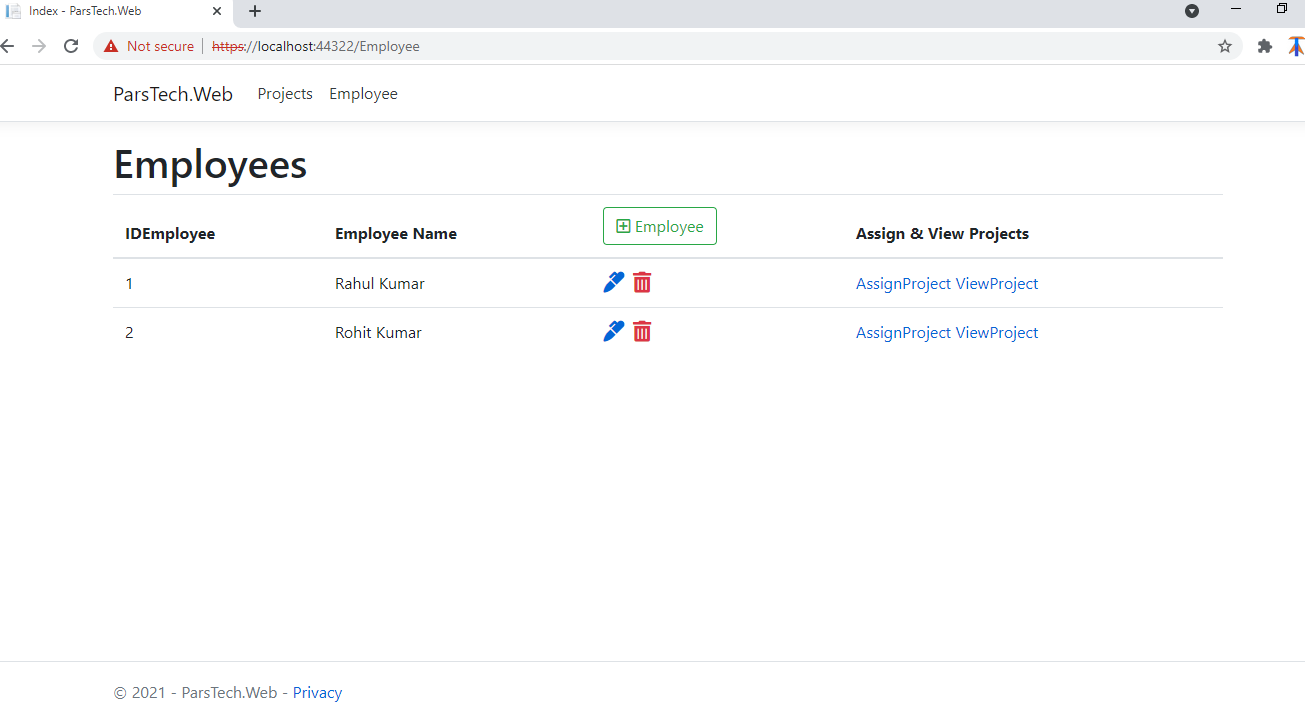 Index - ParsTech.Web
Not secure https://localhost:44322/Employee
ParsTech.Web Projects Employee
Employees
IDEmployee Employee Name Employee Assign & View Projects
1 Rahul Kumar AssignProject ViewProject
2 Rohit Kumar AssignProject ViewProject
© 2021 - ParsTech.Web - Privacy